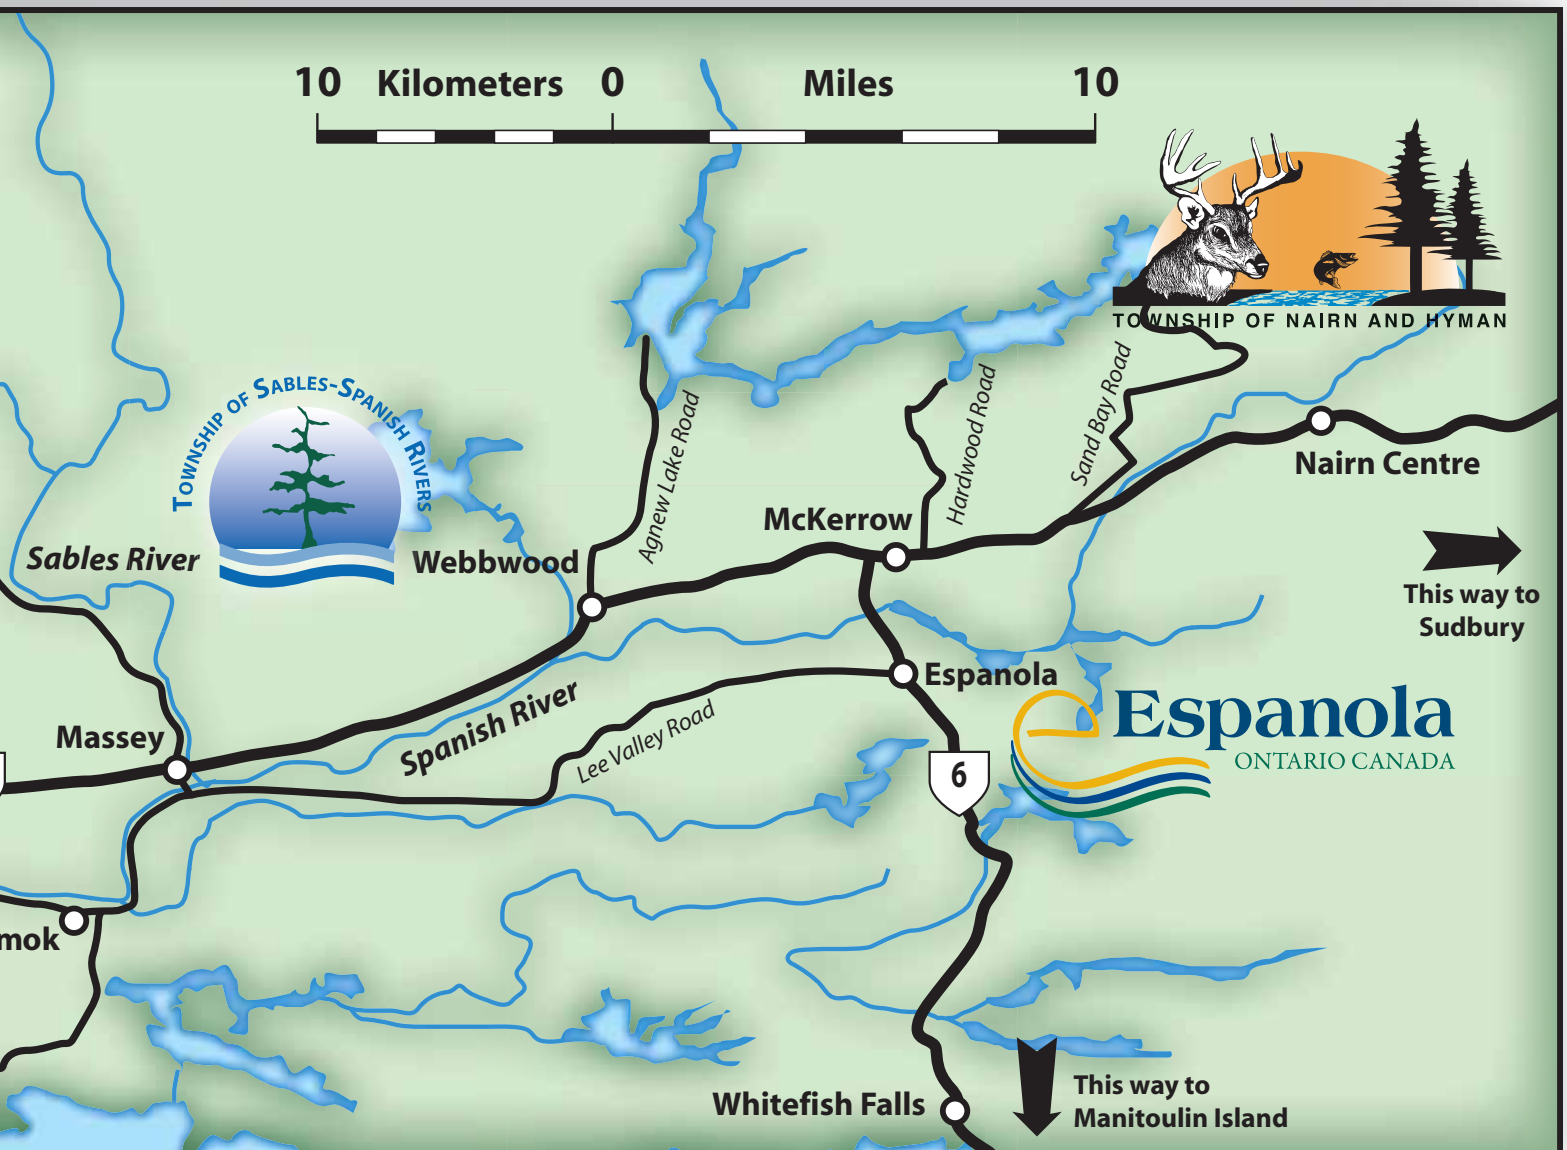 10 Kilometers 0 Miles 10
TOWNSHIP OF NAIRN AND HYMAN
TOWNSHIP OF SABLES-SPANISH RIVERS
Agnew Lake Road
Hardwood Road
Sand Bay Road
Nairn Centre
McKerrow
Sables River
Webbwood
This way to
Sudbury
Espanola
Spanish River
Lee Valley Road
Massey
Espanola
ONTARIO CANADA
6
mok
Whitefish Falls
This way to
Manitoulin Island